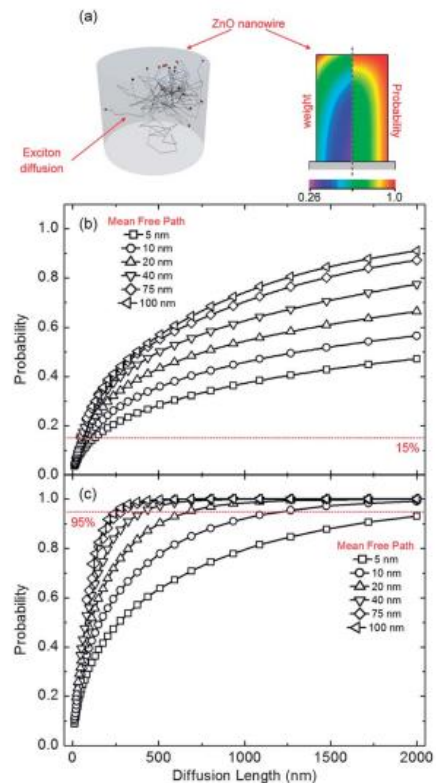 (a)
ZnO nanowire
Exciton
diffusion
weight
Probability
0.26
1.0
(b)
Mean Free Path
5 nm
10 nm
20 nm
40 nm
75 nm
100 nm
Probability
1.0
0.8
0.6
0.4
0.2
0.0
15%
(c)
95%
Mean Free Path
5 nm
10 nm
20 nm
40 nm
75 nm
100 nm
Probability
1.0
0.8
0.6
0.4
0.2
0.0
0 250 500 750 1000 1250 1500 1750 2000
Diffusion Length (nm)